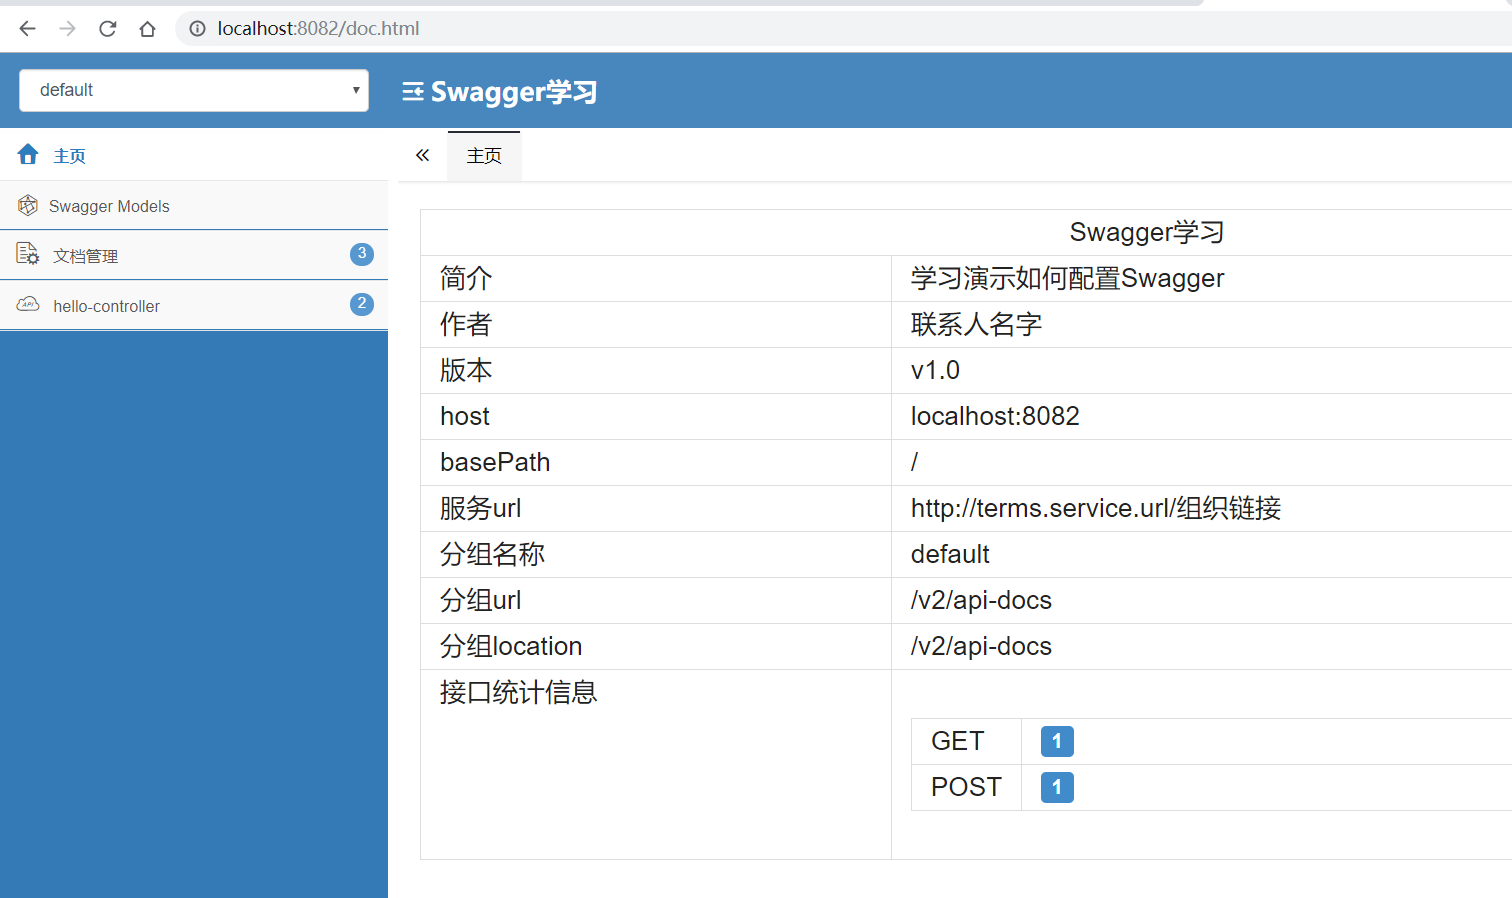 localhost:8082/doc.html
default
Swagger学习
主页
Swagger Models
文档管理 3
hello-controller 2
主页
Swagger学习
简介 学习演示如何配置Swagger
作者 联系人名字
版本 v1.0
host localhost:8082
basePath /
服务url http://terms.service.url/组织链接
分组名称 default
分组url /v2/api-docs
分组location /v2/api-docs
接口统计信息
GET 1
POST 1